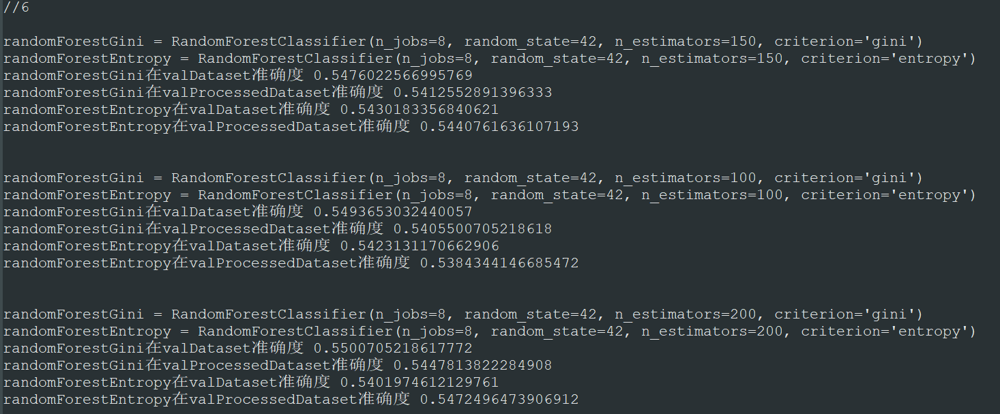 //6
randomForestGini = RandomForestClassifier(n_jobs=8, random_state=42, n_estimators=150, criterion='gini')
randomForestEntropy = RandomForestClassifier(n_jobs=8, random_state=42, n_estimators=150, criterion='entropy')
randomForestGini在valDataset准确度 0.5476022566995769
randomForestGini在valProcessedDataset准确度 0.5412552891396333
randomForestEntropy在valDataset准确度 0.5430183356840621
randomForestEntropy在valProcessedDataset准确度 0.5440761636107193
randomForestGini = RandomForestClassifier(n_jobs=8, random_state=42, n_estimators=100, criterion='gini')
randomForestEntropy = RandomForestClassifier(n_jobs=8, random_state=42, n_estimators=100, criterion='entropy')
randomForestGini在valDataset准确度 0.5493653032440057
randomForestGini在valProcessedDataset准确度 0.5405500705218618
randomForestEntropy在valDataset准确度 0.5423131170662906
randomForestEntropy在valProcessedDataset准确度 0.5384344146685472
randomForestGini = RandomForestClassifier(n_jobs=8, random_state=42, n_estimators=200, criterion='gini')
randomForestEntropy = RandomForestClassifier(n_jobs=8, random_state=42, n_estimators=200, criterion='entropy')
randomForestGini在valDataset准确度 0.5500705218617772
randomForestGini在valProcessedDataset准确度 0.5447813822284908
randomForestEntropy在valDataset准确度 0.5401974612129761
randomForestEntropy在valProcessedDataset准确度 0.5472496473906912